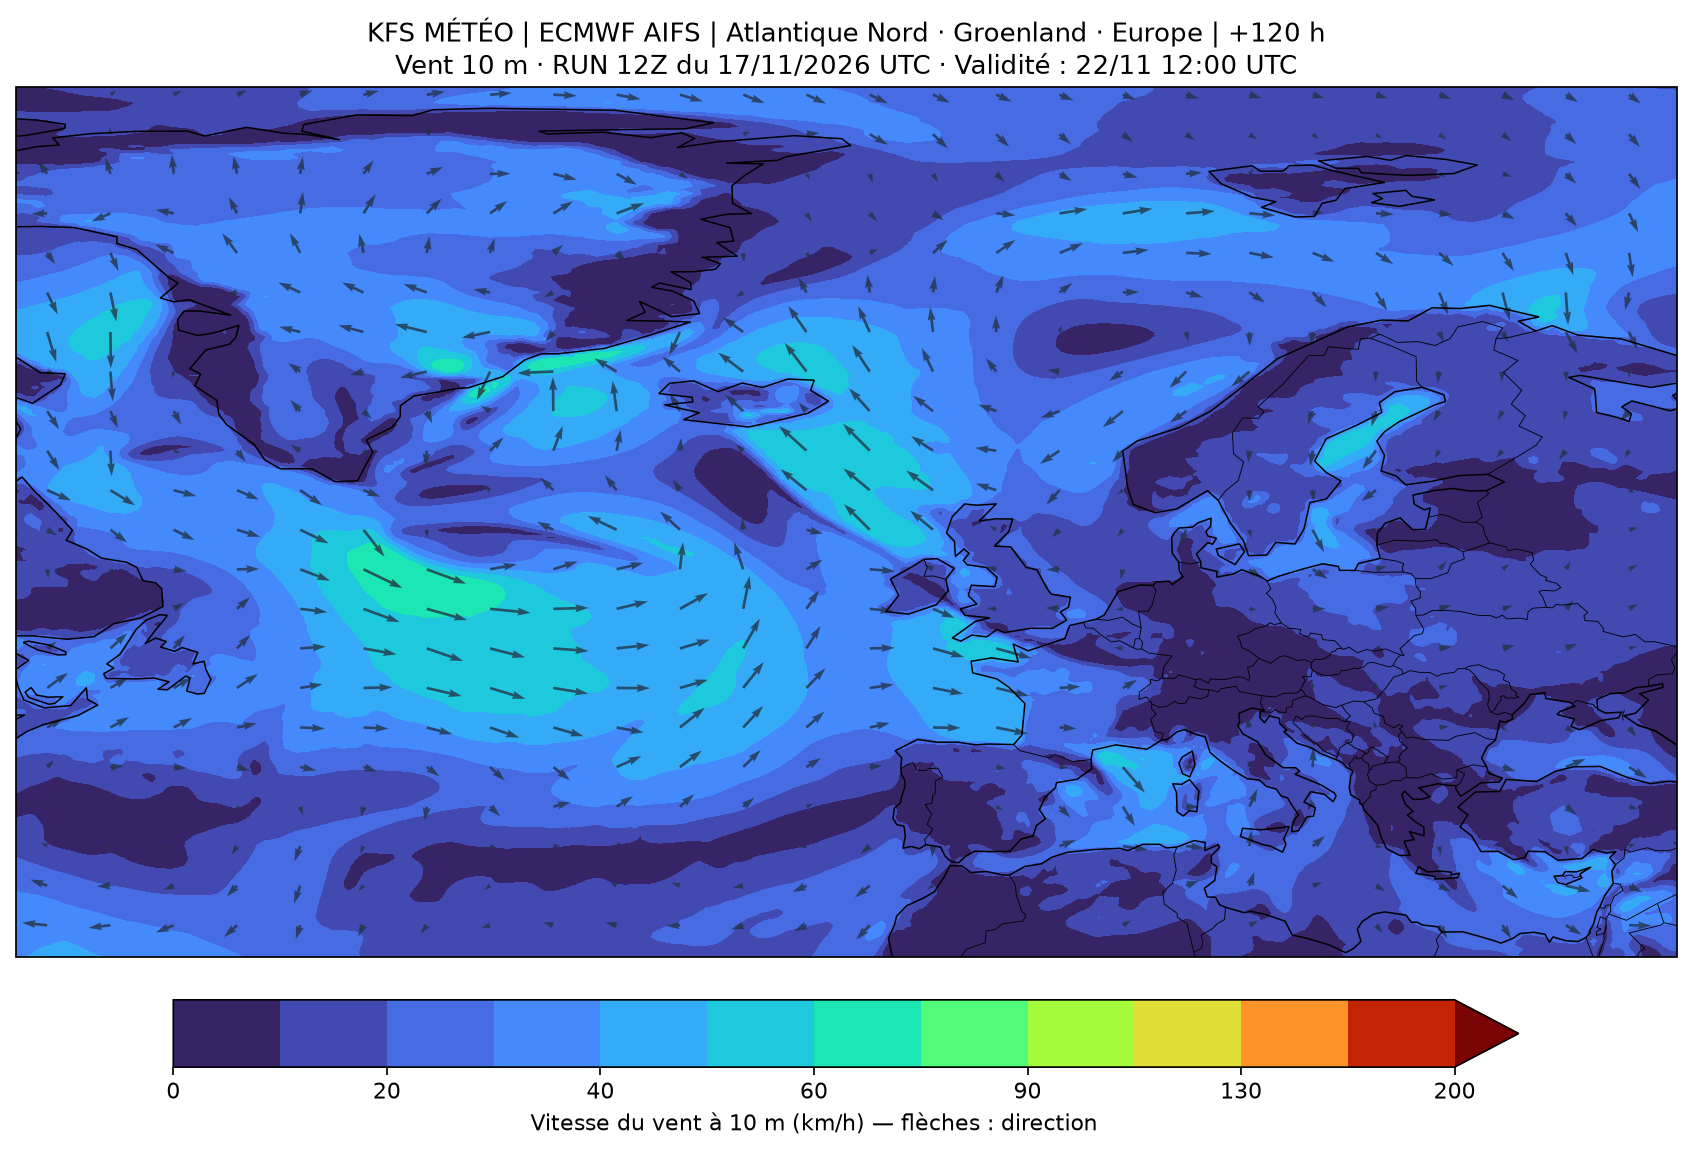 KFS MÉTÉO | ECMWF AIFS | Atlantique Nord · Groenland · Europe | +120 h
Vent 10 m · RUN 12Z du 17/11/2026 UTC · Validité : 22/11 12:00 UTC
0 20 40 60 90 130 200
Vitesse du vent à 10 m (km/h) — flèches : direction